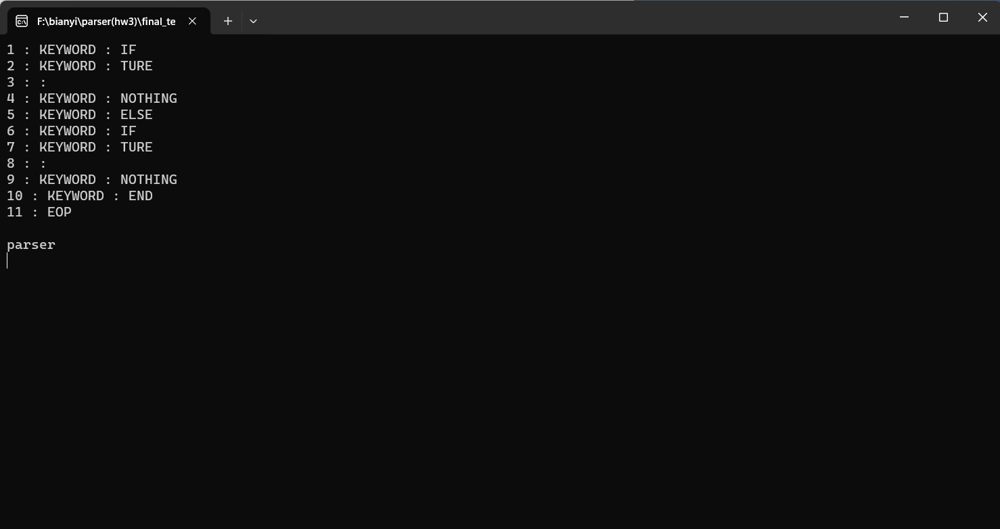 F:\bianyi\parser(hw3)\final_te
1 : KEYWORD : IF
2 : KEYWORD : TURE
3 : :
4 : KEYWORD : NOTHING
5 : KEYWORD : ELSE
6 : KEYWORD : IF
7 : KEYWORD : TURE
8 : :
9 : KEYWORD : NOTHING
10 : KEYWORD : END
11 : EOP
parser